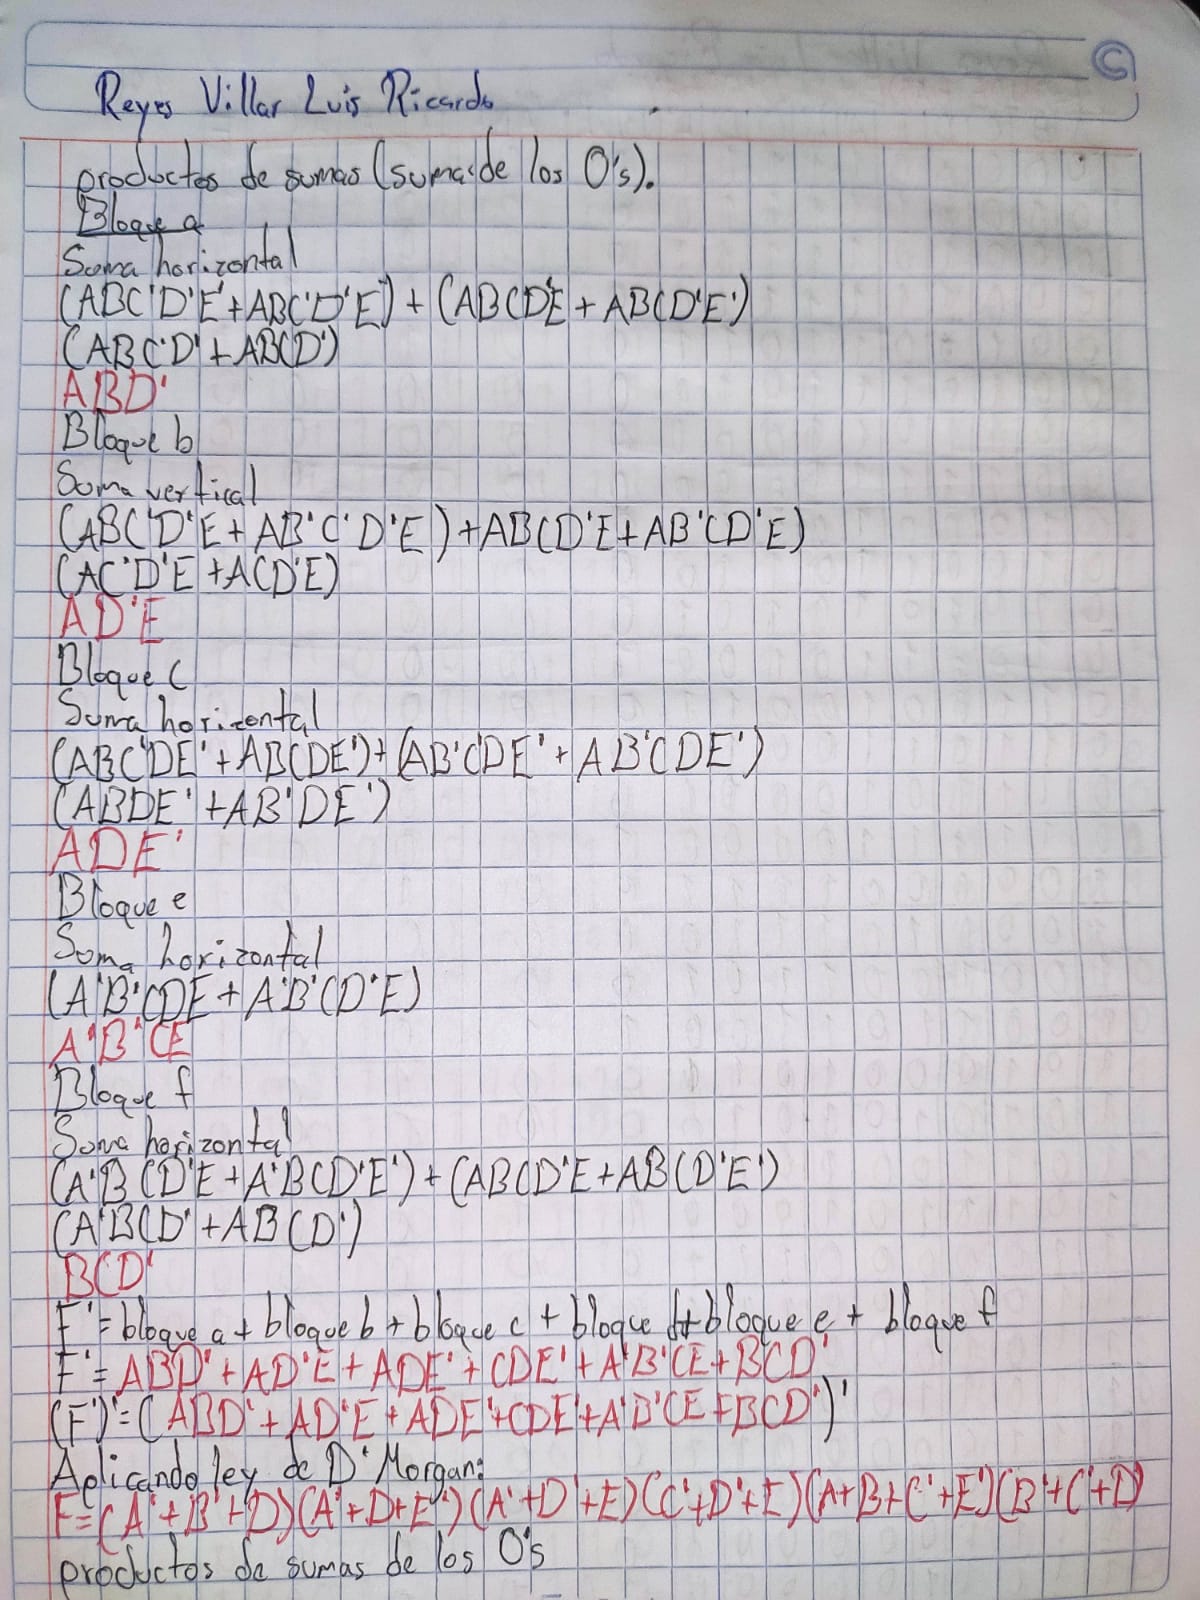 Reyes Villar Luis Ricardo
productos de sumas (suma de los 0's).
Bloque a
Suma horizontal
(ABC'D'E'+ABC'D'E) + (ABCD'E + ABCD'E')
(ABC'D' + ABCD')
ABD'
Bloque b
Suma vertical
(ABC'D'E + AB'C'D'E) + ABCD'E + AB'CD'E)
(AC'D'E + ACD'E)
AD'E
Bloque c
Suma horizontal
(ABC'DE' + ABCDE') + (AB'C'DE' + AB'CDE')
(ABDE' + AB'DE')
ADE'
Bloque e
Suma horizontal
(A'B'CDE + A'B'CD'E)
A'B'CE
Bloque f
Suma horizontal
(A'BCD'E + A'BCD'E') + (ABCD'E + ABCD'E')
(A'BCD' + ABCD')
BCD'
F' = bloque a + bloque b + bloque c + bloque d + bloque e + bloque f
F' = ABD' + AD'E + ADE' + CDE' + A'B'CE + BCD'
(F')' = (ABD' + AD'E + ADE' + CDE' + A'B'CE + BCD')'
Aplicando ley de D'Morgan:
F = (A'+B'+D)(A'+D+E')(A'+D'+E)(C'+D'+E)(A+B+C'+E')(B'+C'+D)
productos de sumas de los 0's